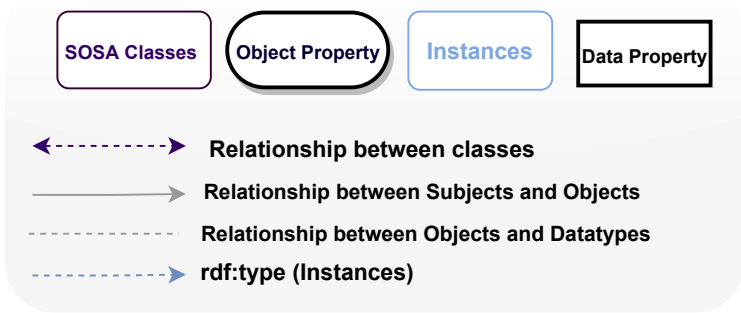 SOSA Classes
Object Property
Instances
Data Property
Relationship between classes
Relationship between Subjects and Objects
Relationship between Objects and Datatypes
rdf:type (Instances)